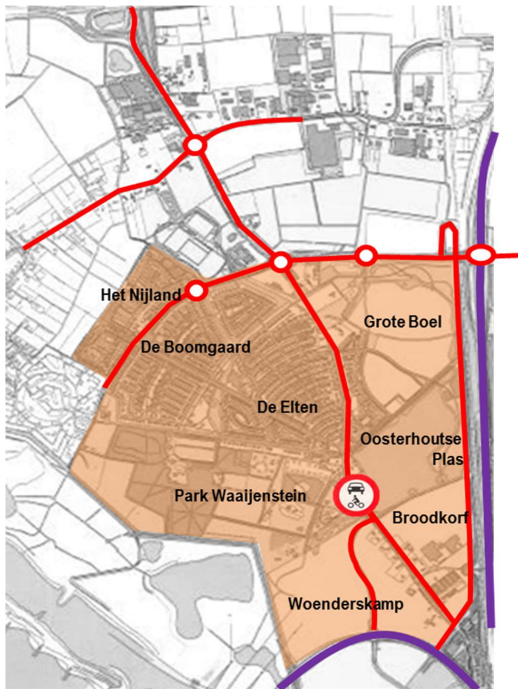 Het Nijland
Grote Boel
De Boomgaard
De Elten
Oosterhoutse
Plas
Park Waaijenstein
Broodkorf
Woenderskamp